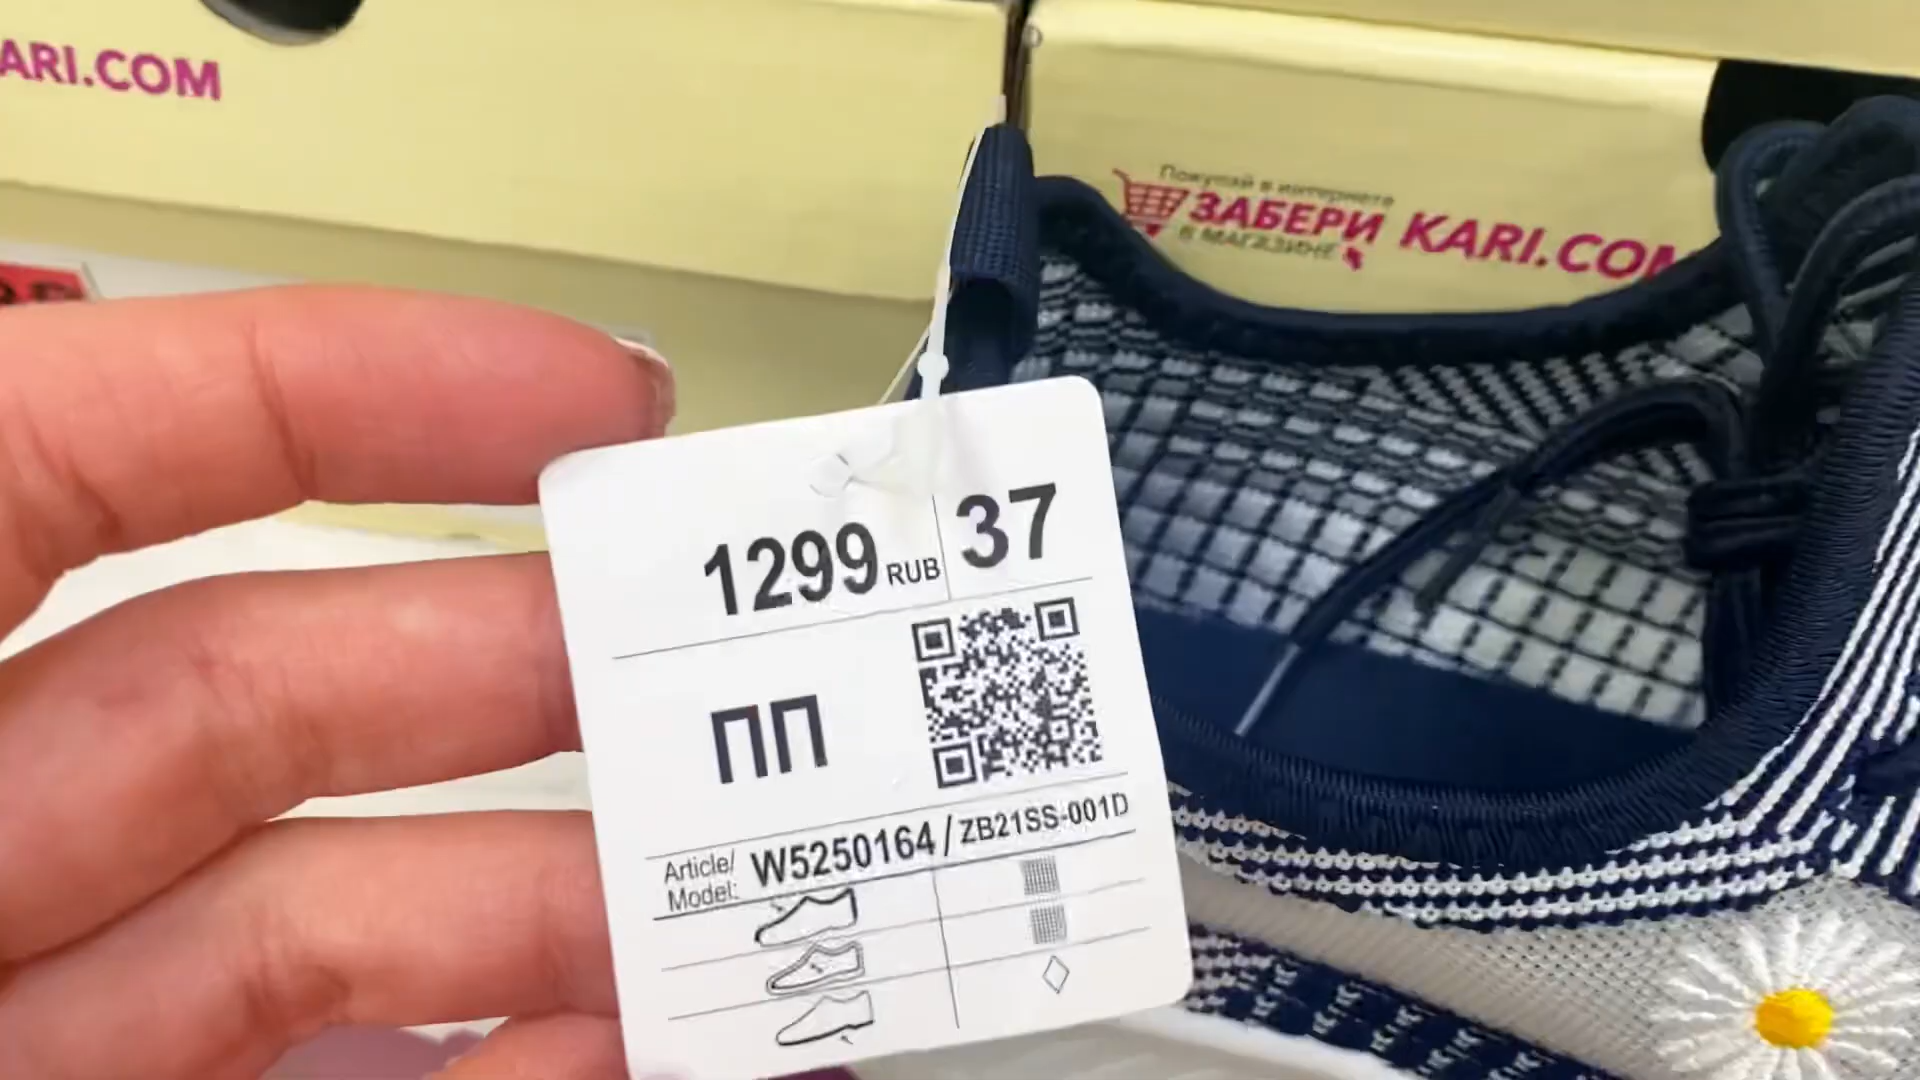 ARI.COM
Покупай в интернете
ЗАБЕРИ KARI.COM
В МАГАЗИНЕ
1299 RUB 37
ПП
Article/ Model: W5250164 / ZB21SS-001D